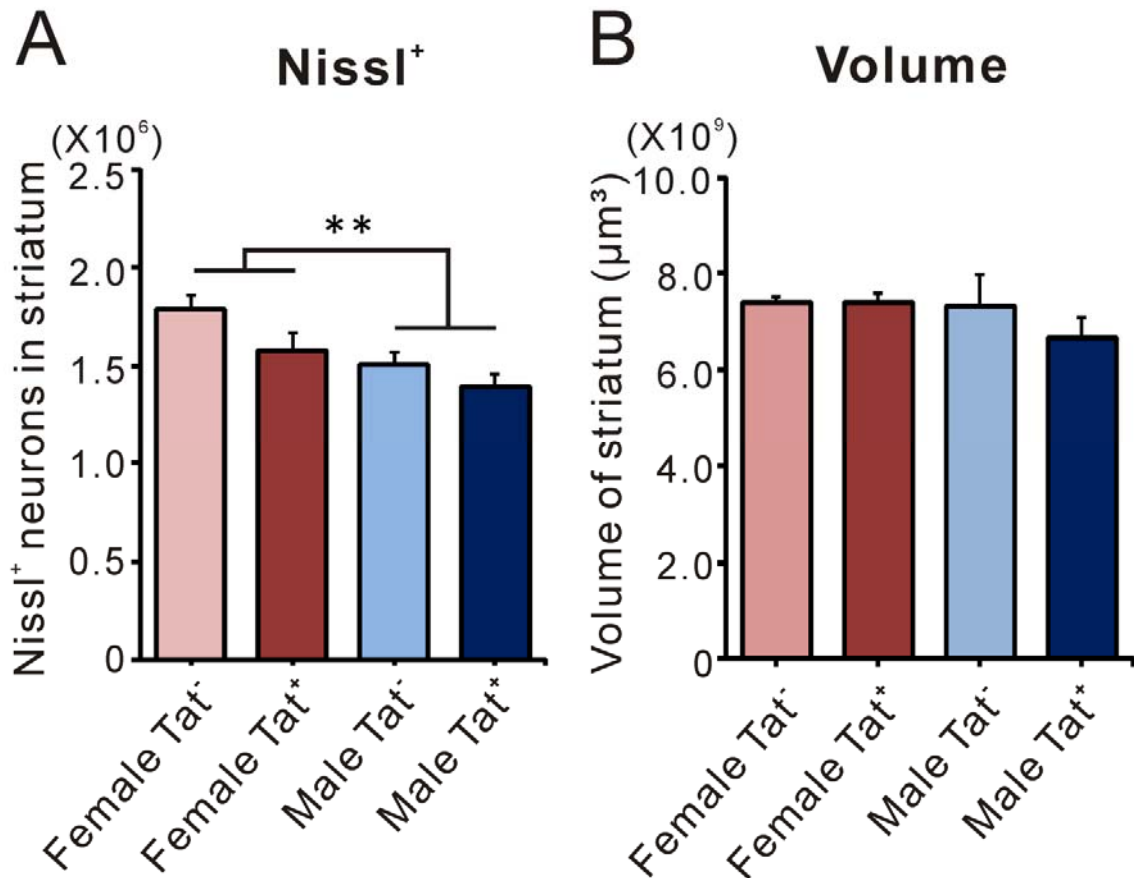 A
Nissl⁺
(X10⁶)
Nissl⁺ neurons in striatum
2.5
2.0
1.5
1.0
0.5
0
**
Female Tat⁻
Female Tat⁺
Male Tat⁻
Male Tat⁺
B
Volume
(X10⁹)
Volume of striatum (µm³)
10.0
8.0
6.0
4.0
2.0
0
Female Tat⁻
Female Tat⁺
Male Tat⁻
Male Tat⁺